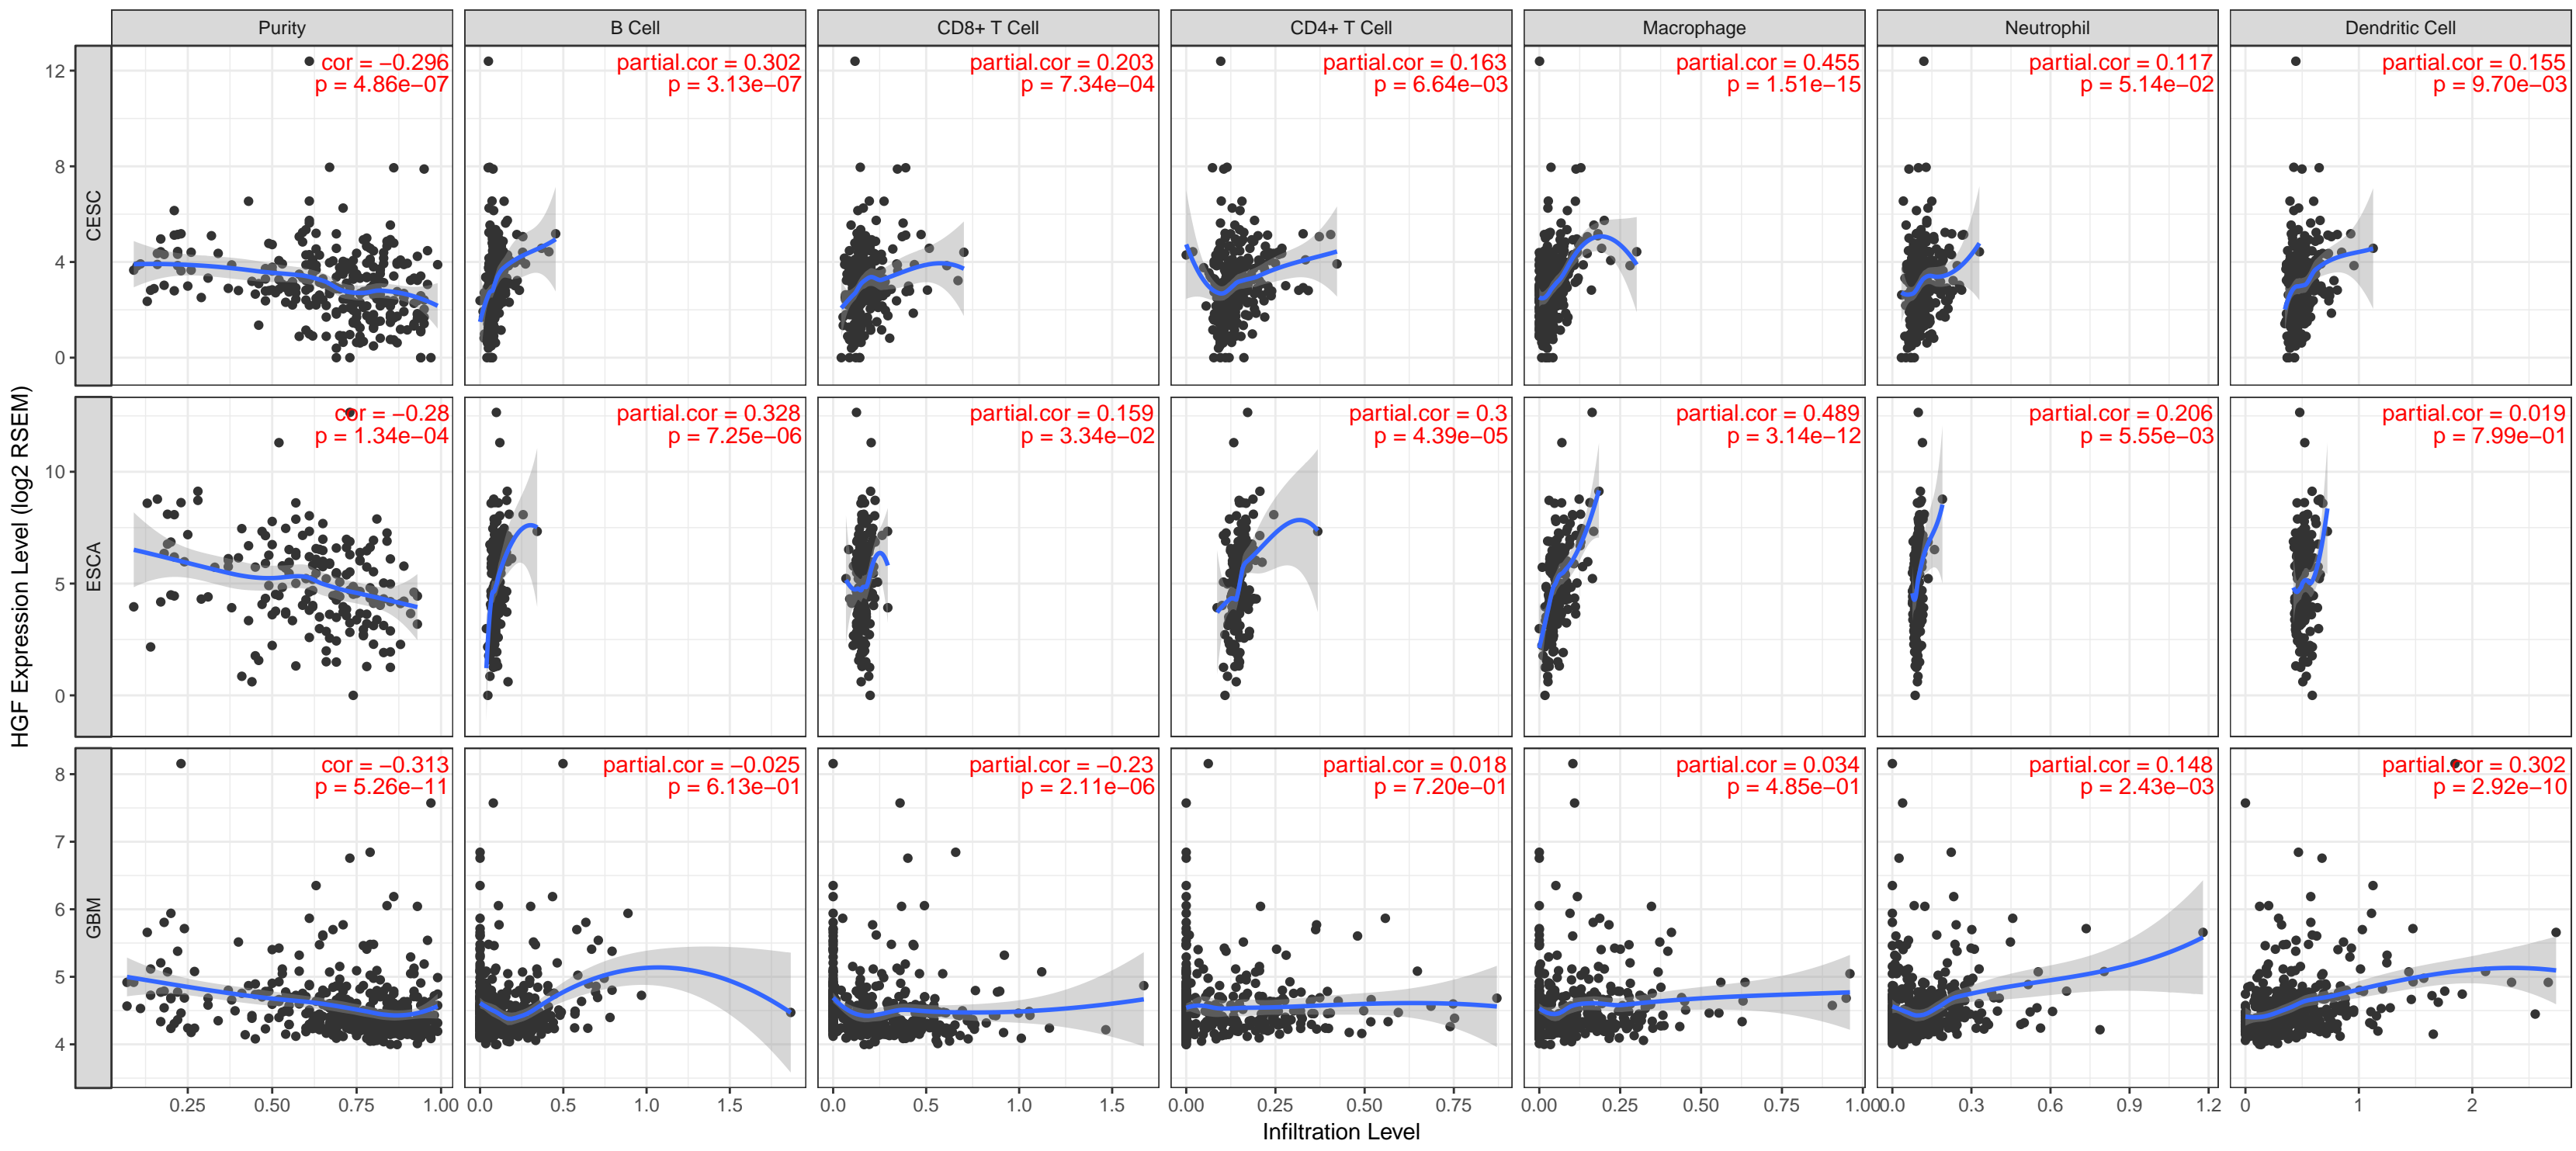 Purity
B Cell
CD8+ T Cell
CD4+ T Cell
Macrophage
Neutrophil
Dendritic Cell
HGF Expression Level (log2 RSEM)
CESC
12
8
4
0
cor = −0.296
p = 4.86e−07
partial.cor = 0.302
p = 3.13e−07
partial.cor = 0.203
p = 7.34e−04
partial.cor = 0.163
p = 6.64e−03
partial.cor = 0.455
p = 1.51e−15
partial.cor = 0.117
p = 5.14e−02
partial.cor = 0.155
p = 9.70e−03
ESCA
10
5
0
cor = −0.28
p = 1.34e−04
partial.cor = 0.328
p = 7.25e−06
partial.cor = 0.159
p = 3.34e−02
partial.cor = 0.3
p = 4.39e−05
partial.cor = 0.489
p = 3.14e−12
partial.cor = 0.206
p = 5.55e−03
partial.cor = 0.019
p = 7.99e−01
GBM
8
7
6
5
4
cor = −0.313
p = 5.26e−11
partial.cor = −0.025
p = 6.13e−01
partial.cor = −0.23
p = 2.11e−06
partial.cor = 0.018
p = 7.20e−01
partial.cor = 0.034
p = 4.85e−01
partial.cor = 0.148
p = 2.43e−03
partial.cor = 0.302
p = 2.92e−10
0.25 0.50 0.75 1.00
0.0 0.5 1.0 1.5
0.0 0.5 1.0 1.5
0.00 0.25 0.50 0.75
0.00 0.25 0.50 0.75 1.00
0.0 0.3 0.6 0.9 1.2
0 1 2
Infiltration Level